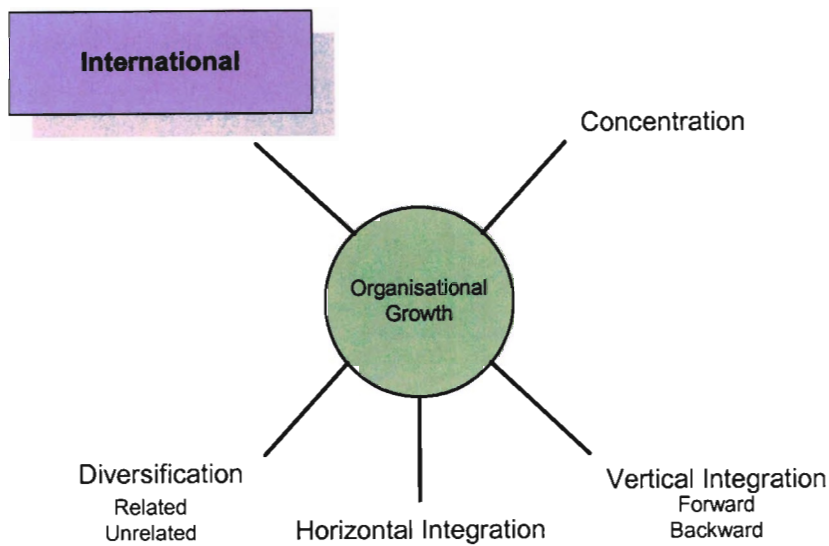 International
Concentration
Organisational
Growth
Diversification
Related
Unrelated
Horizontal Integration
Vertical Integration
Forward
Backward